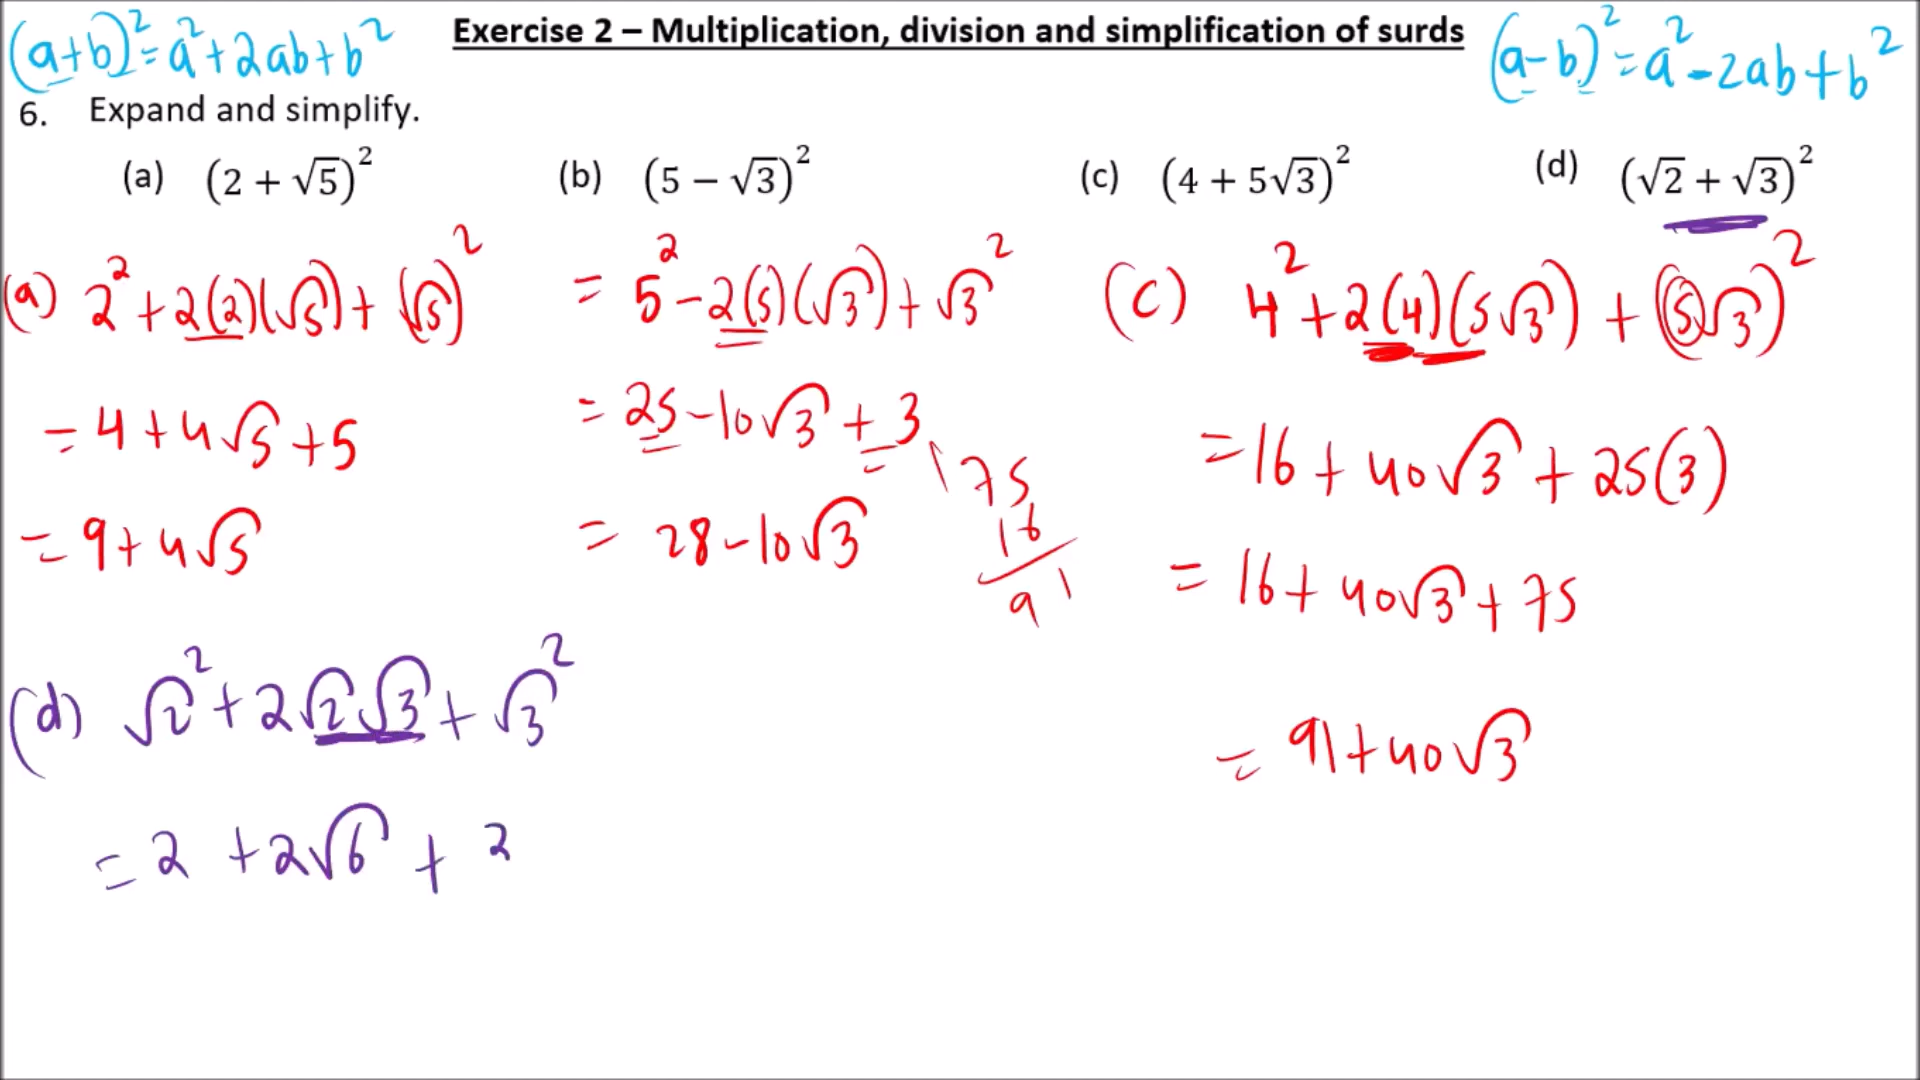 (a+b)²=a²+2ab+b²
Exercise 2 – Multiplication, division and simplification of surds
(a-b)²=a²-2ab+b²
6. Expand and simplify.
(a) (2 + √5)² (b) (5 − √3)² (c) (4 + 5√3)² (d) (√2 + √3)²
(a) 2²+2(2)(√5)+(√5)²
=4+4√5+5
=9+4√5
=5²-2(5)(√3)+√3²
=25-10√3+3
=28-10√3
175
16
91
(c) 4²+2(4)(5√3)+(5√3)²
=16+40√3+25(3)
=16+40√3+75
=91+40√3
(d) √2²+2√2√3+√3²
=2+2√6+2